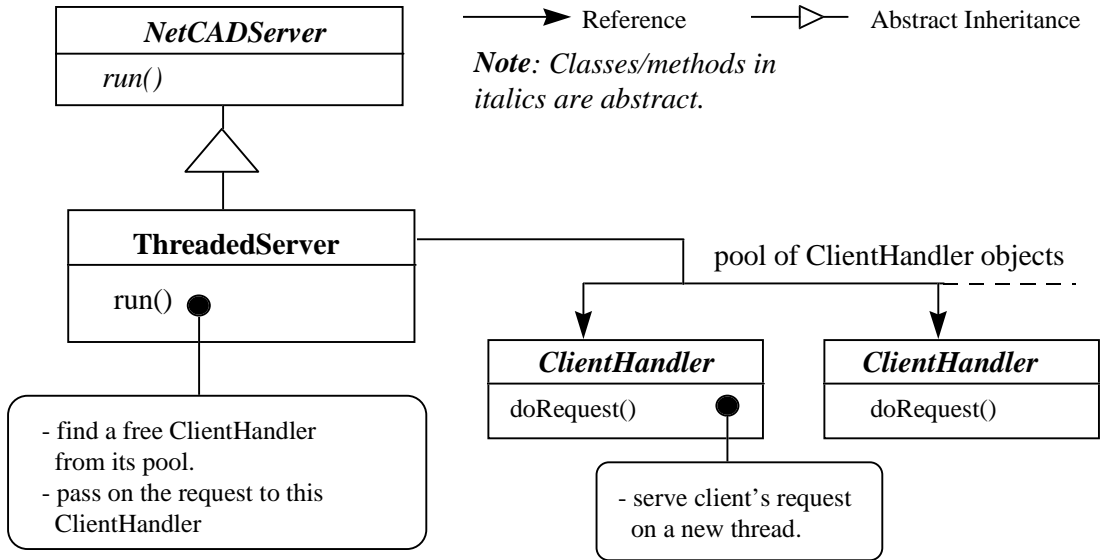 NetCADServer
run()
Reference
Abstract Inheritance
Note: Classes/methods in
italics are abstract.
ThreadedServer
run()
pool of ClientHandler objects
ClientHandler
doRequest()
ClientHandler
doRequest()
- find a free ClientHandler
from its pool.
- pass on the request to this
ClientHandler
- serve client's request
on a new thread.